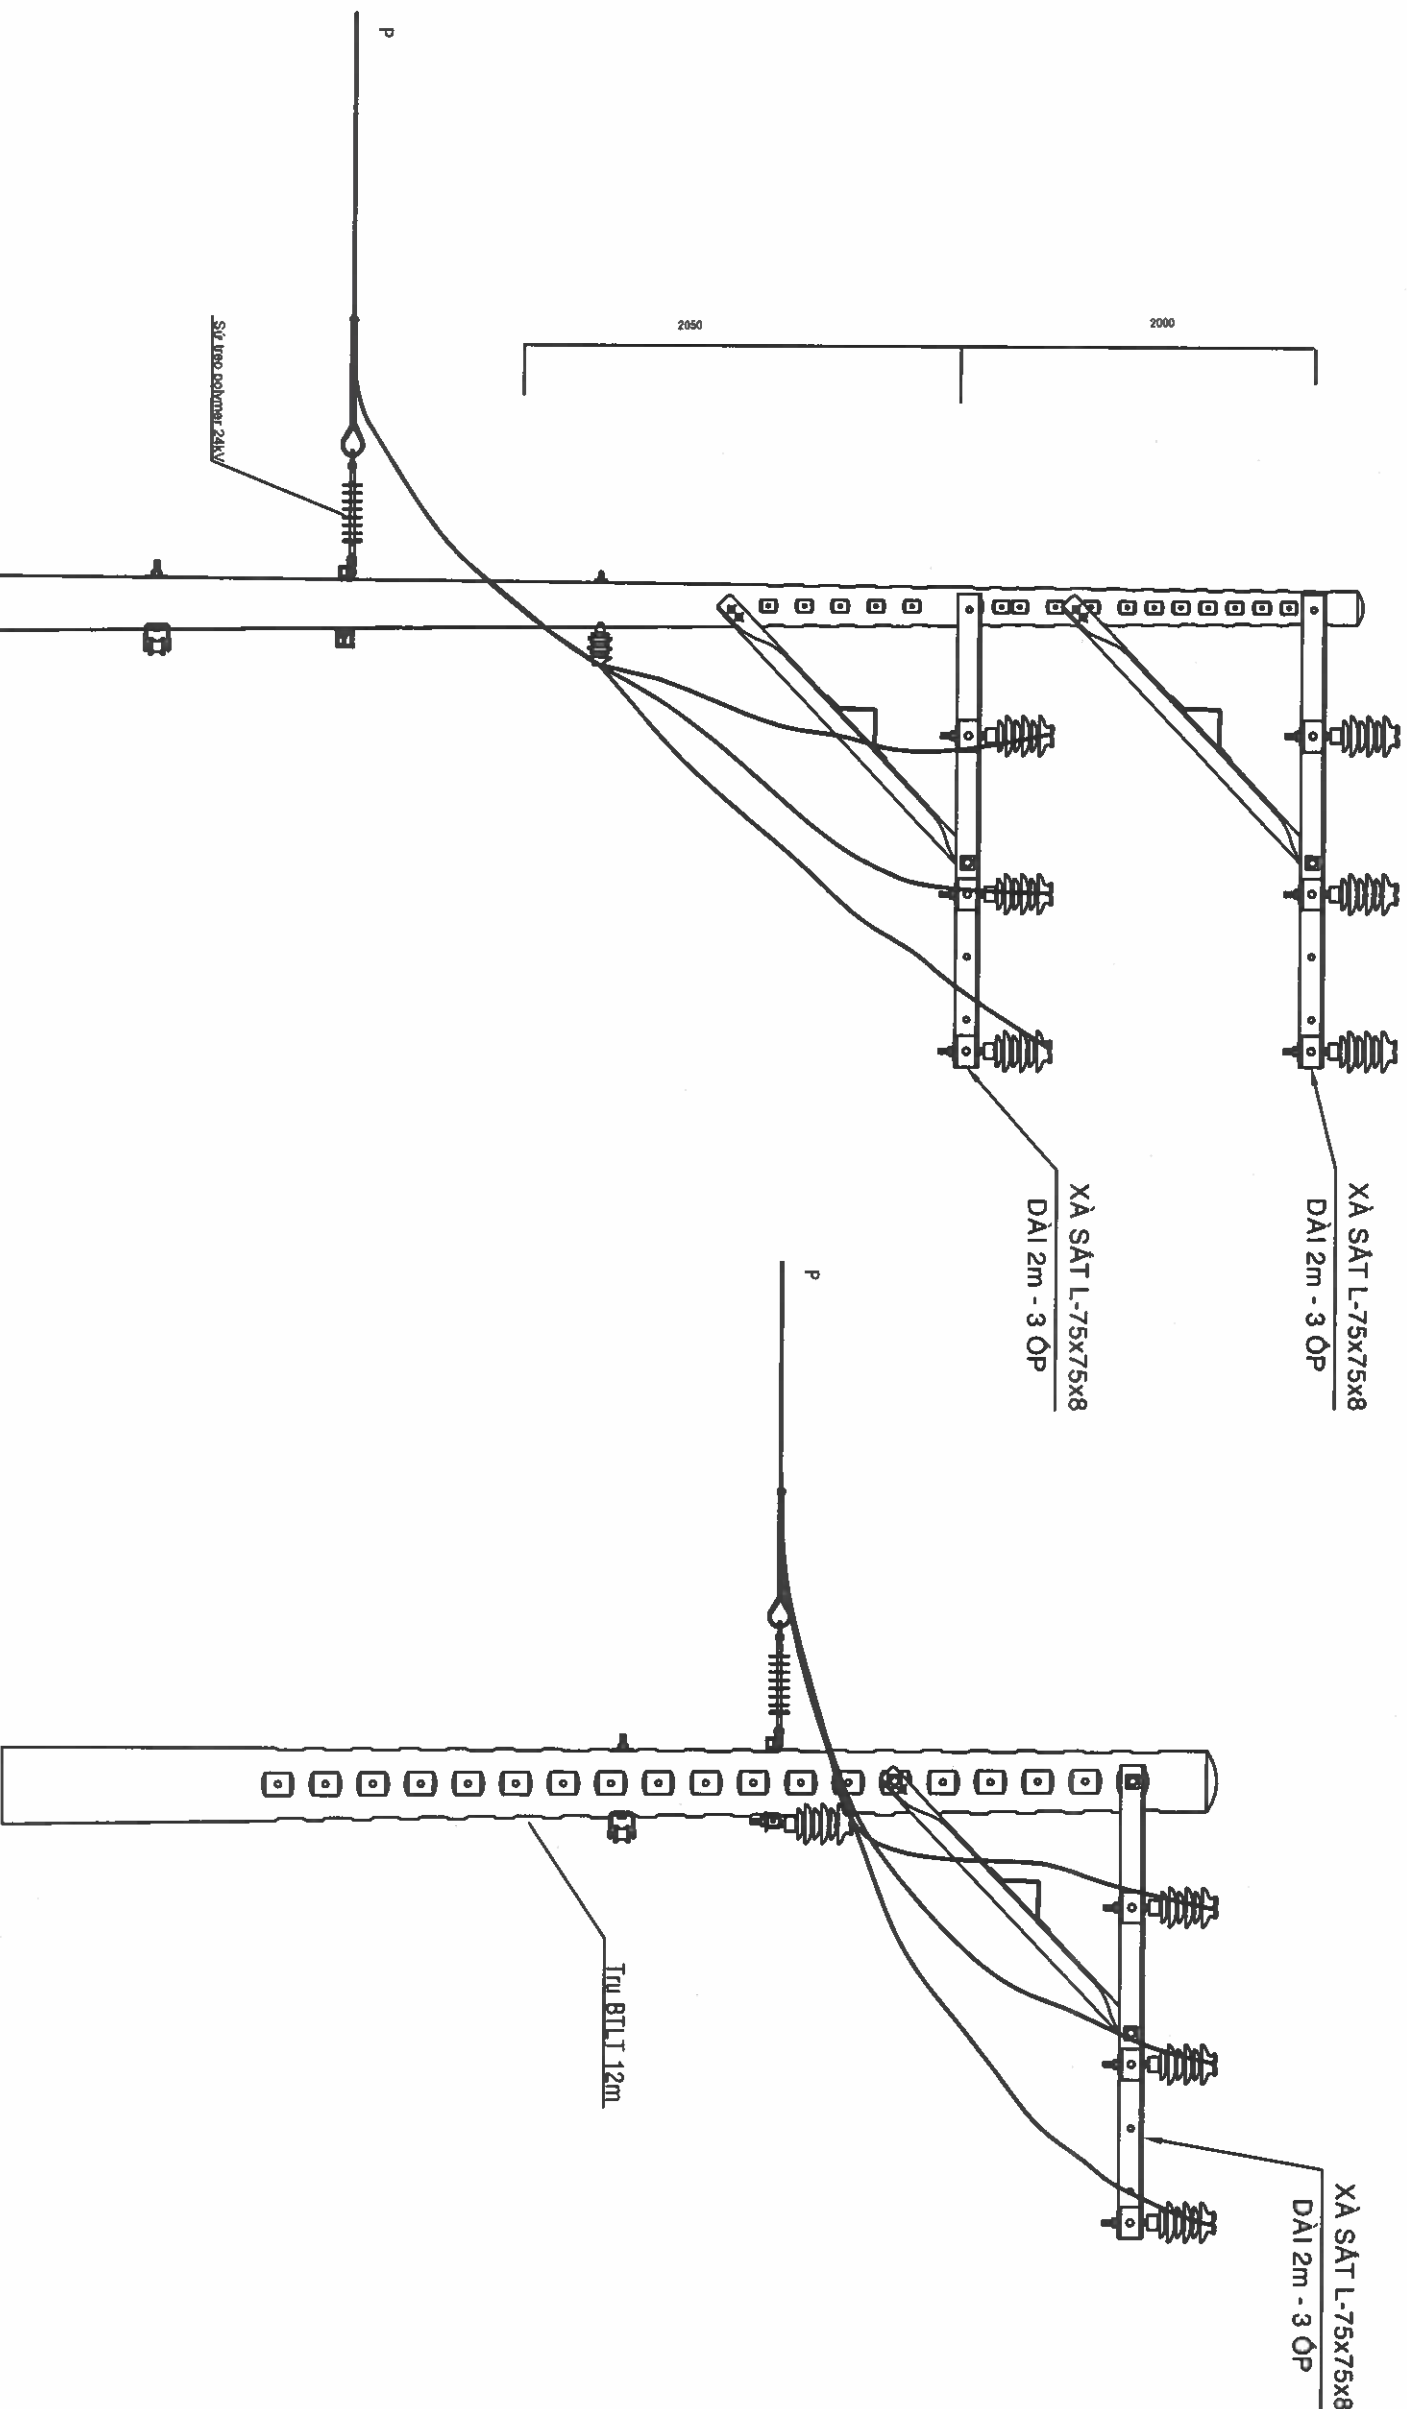 P
2050
2000
Sứ treo polymer 24kV
XÀ SẮT L-75x75x8
DÀI 2m - 3 ỐP
XÀ SẮT L-75x75x8
DÀI 2m - 3 ỐP
P
Trụ BTLT 12m
XÀ SẮT L-75x75x8
DÀI 2m - 3 ỐP